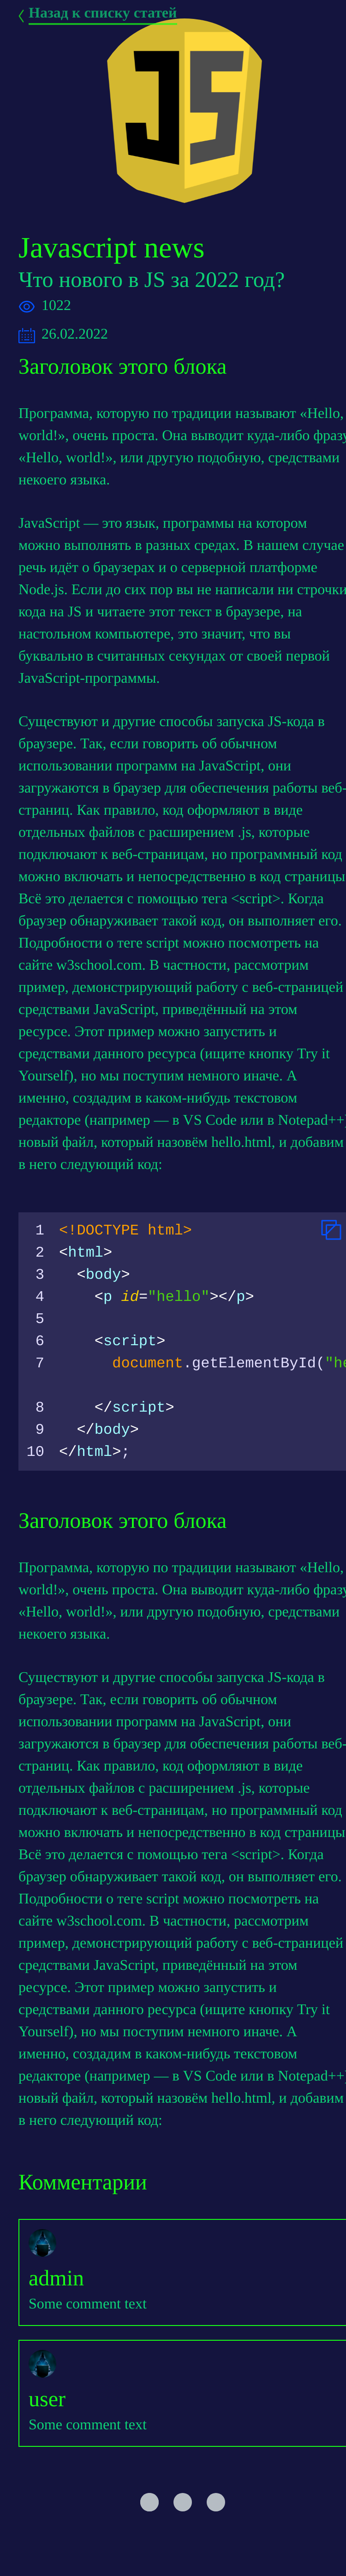 Назад к списку статей
JS
Javascript news
Что нового в JS за 2022 год?
1022
26.02.2022
Заголовок этого блока
Программа, которую по традиции называют «Hello,
world!», очень проста. Она выводит куда-либо фразу
«Hello, world!», или другую подобную, средствами
некоего языка.
JavaScript — это язык, программы на котором
можно выполнять в разных средах. В нашем случае
речь идёт о браузерах и о серверной платформе
Node.js. Если до сих пор вы не написали ни строчки
кода на JS и читаете этот текст в браузере, на
настольном компьютере, это значит, что вы
буквально в считанных секундах от своей первой
JavaScript-программы.
Существуют и другие способы запуска JS-кода в
браузере. Так, если говорить об обычном
использовании программ на JavaScript, они
загружаются в браузер для обеспечения работы веб-
страниц. Как правило, код оформляют в виде
отдельных файлов с расширением .js, которые
подключают к веб-страницам, но программный код
можно включать и непосредственно в код страницы.
Всё это делается с помощью тега <script>. Когда
браузер обнаруживает такой код, он выполняет его.
Подробности о теге script можно посмотреть на
сайте w3school.com. В частности, рассмотрим
пример, демонстрирующий работу с веб-страницей
средствами JavaScript, приведённый на этом
ресурсе. Этот пример можно запустить и
средствами данного ресурса (ищите кнопку Try it
Yourself), но мы поступим немного иначе. А
именно, создадим в каком-нибудь текстовом
редакторе (например — в VS Code или в Notepad++)
новый файл, который назовём hello.html, и добавим
в него следующий код:
1 <!DOCTYPE html>
2 <html>
3 <body>
4 <p id="hello"></p>
5
6 <script>
7 document.getElementById("he
8 </script>
9 </body>
10 </html>;
Заголовок этого блока
Программа, которую по традиции называют «Hello,
world!», очень проста. Она выводит куда-либо фразу
«Hello, world!», или другую подобную, средствами
некоего языка.
Существуют и другие способы запуска JS-кода в
браузере. Так, если говорить об обычном
использовании программ на JavaScript, они
загружаются в браузер для обеспечения работы веб-
страниц. Как правило, код оформляют в виде
отдельных файлов с расширением .js, которые
подключают к веб-страницам, но программный код
можно включать и непосредственно в код страницы.
Всё это делается с помощью тега <script>. Когда
браузер обнаруживает такой код, он выполняет его.
Подробности о теге script можно посмотреть на
сайте w3school.com. В частности, рассмотрим
пример, демонстрирующий работу с веб-страницей
средствами JavaScript, приведённый на этом
ресурсе. Этот пример можно запустить и
средствами данного ресурса (ищите кнопку Try it
Yourself), но мы поступим немного иначе. А
именно, создадим в каком-нибудь текстовом
редакторе (например — в VS Code или в Notepad++)
новый файл, который назовём hello.html, и добавим
в него следующий код:
Комментарии
admin
Some comment text
user
Some comment text